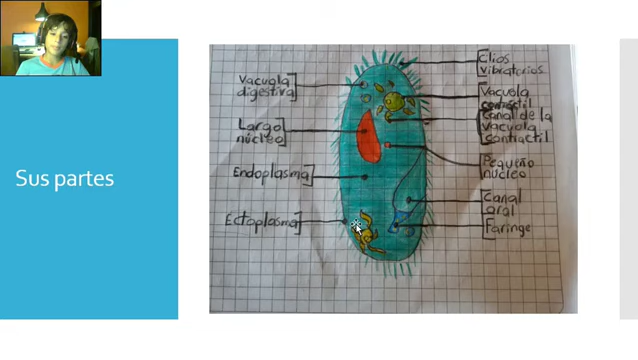 Sus partes
Vacuola
digestiva
Largo
núcleo
Endoplasma
Ectoplasma
Cilios
vibratorios
Vacuola
contráctil
Canal de la
vacuola
contráctil
Pequeño
núcleo
Canal
oral
Faringe